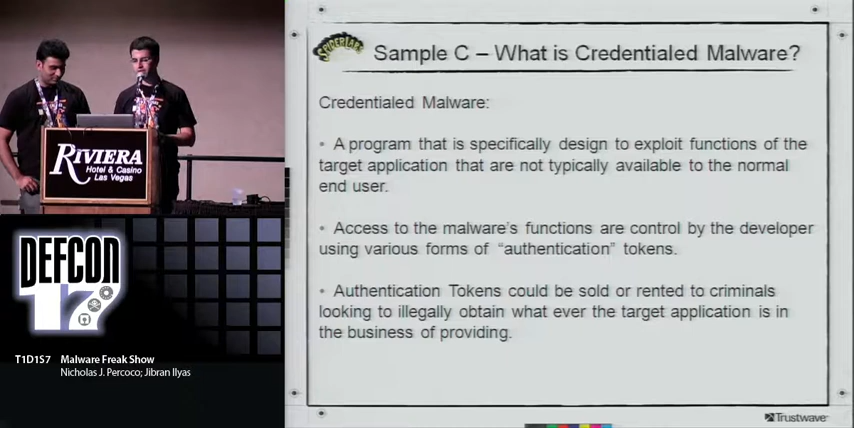 SPIDERLABS
Sample C – What is Credentialed Malware?
Credentialed Malware:
• A program that is specifically design to exploit functions of the
target application that are not typically available to the normal
end user.
• Access to the malware's functions are control by the developer
using various forms of “authentication” tokens.
• Authentication Tokens could be sold or rented to criminals
looking to illegally obtain what ever the target application is in
the business of providing.
Trustwave
RIVIERA
Hotel & Casino
Las Vegas
DEFCON
17
T1D1S7 Malware Freak Show
Nicholas J. Percoco; Jibran Ilyas